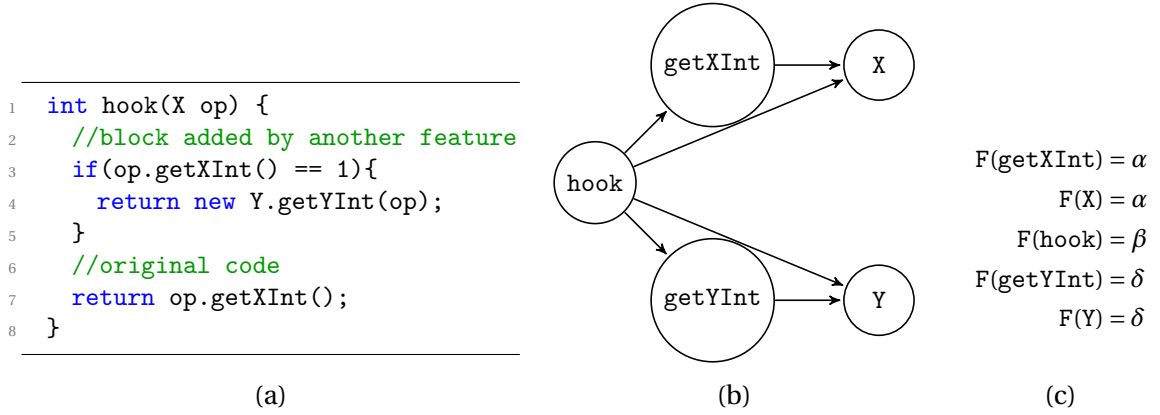 1 int hook(X op) {
2 //block added by another feature
3 if(op.getXInt() == 1){
4 return new Y.getYInt(op);
5 }
6 //original code
7 return op.getXInt();
8 }
(a)
getXInt
X
hook
getYInt
Y
(b)
F(getXInt) = α
F(X) = α
F(hook) = β
F(getYInt) = δ
F(Y) = δ
(c)